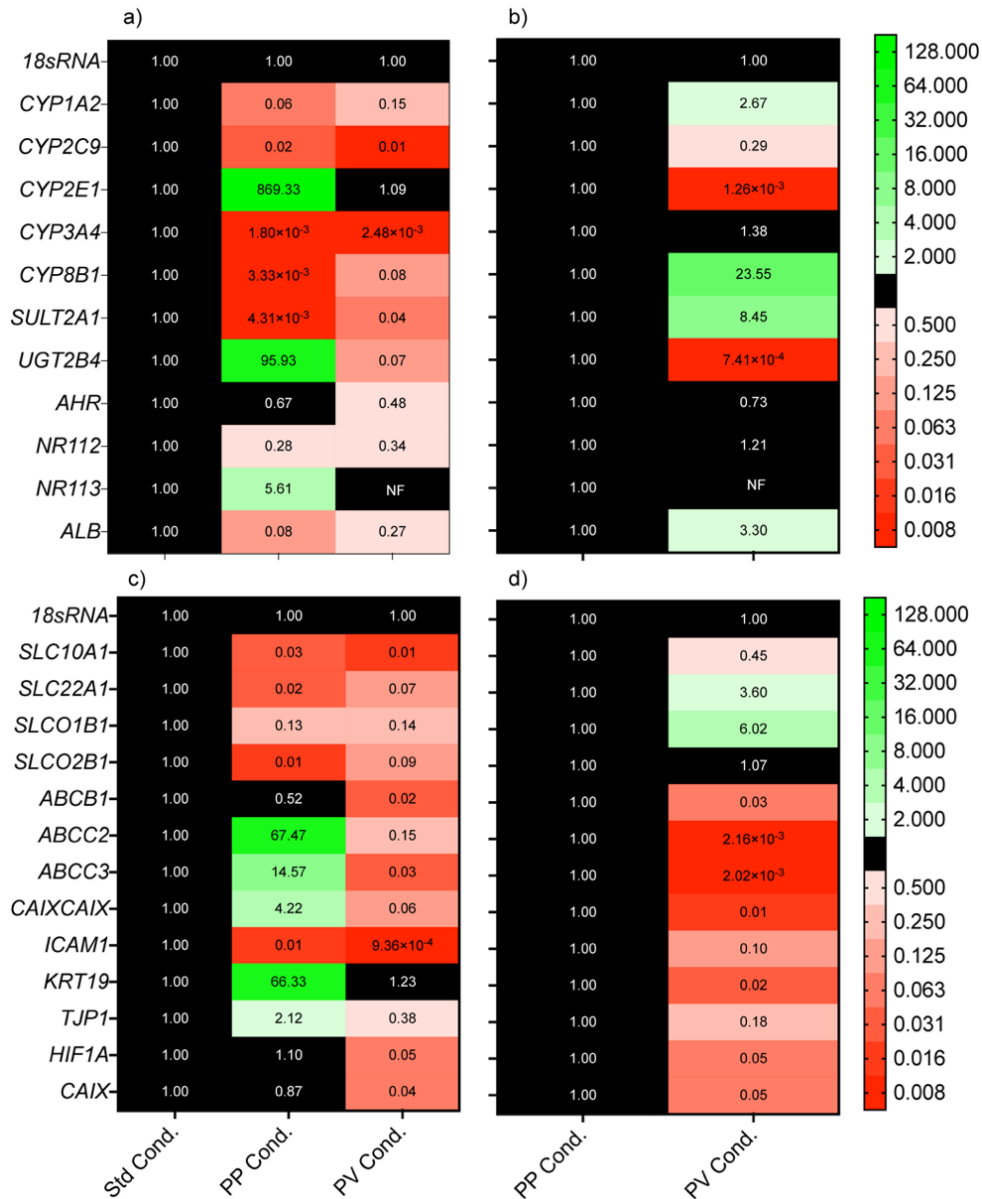 a) b)
18sRNA 1.00 1.00 1.00 1.00 1.00
CYP1A2 1.00 0.06 0.15 1.00 2.67
CYP2C9 1.00 0.02 0.01 1.00 0.29
CYP2E1 1.00 869.33 1.09 1.00 1.26×10⁻³
CYP3A4 1.00 1.80×10⁻³ 2.48×10⁻³ 1.00 1.38
CYP8B1 1.00 3.33×10⁻³ 0.08 1.00 23.55
SULT2A1 1.00 4.31×10⁻³ 0.04 1.00 8.45
UGT2B4 1.00 95.93 0.07 1.00 7.41×10⁻⁴
AHR 1.00 0.67 0.48 1.00 0.73
NR112 1.00 0.28 0.34 1.00 1.21
NR113 1.00 5.61 NF 1.00 NF
ALB 1.00 0.08 0.27 1.00 3.30
128.000
64.000
32.000
16.000
8.000
4.000
2.000
0.500
0.250
0.125
0.063
0.031
0.016
0.008
c) d)
18sRNA 1.00 1.00 1.00 1.00 1.00
SLC10A1 1.00 0.03 0.01 1.00 0.45
SLC22A1 1.00 0.02 0.07 1.00 3.60
SLCO1B1 1.00 0.13 0.14 1.00 6.02
SLCO2B1 1.00 0.01 0.09 1.00 1.07
ABCB1 1.00 0.52 0.02 1.00 0.03
ABCC2 1.00 67.47 0.15 1.00 2.16×10⁻³
ABCC3 1.00 14.57 0.03 1.00 2.02×10⁻³
CAIXCAIX 1.00 4.22 0.06 1.00 0.01
ICAM1 1.00 0.01 9.36×10⁻⁴ 1.00 0.10
KRT19 1.00 66.33 1.23 1.00 0.02
TJP1 1.00 2.12 0.38 1.00 0.18
HIF1A 1.00 1.10 0.05 1.00 0.05
CAIX 1.00 0.87 0.04 1.00 0.05
128.000
64.000
32.000
16.000
8.000
4.000
2.000
0.500
0.250
0.125
0.063
0.031
0.016
0.008
Std Cond. PP Cond. PV Cond. PP Cond. PV Cond.